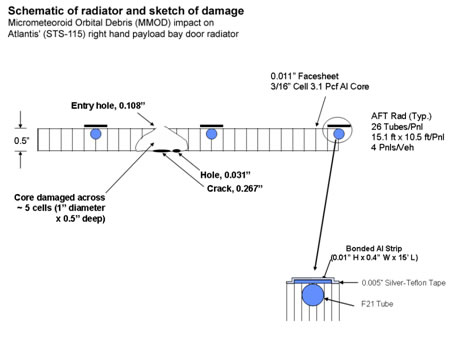 Schematic of radiator and sketch of damage
Micrometeoroid Orbital Debris (MMOD) impact on
Atlantis' (STS-115) right hand payload bay door radiator
0.011" Facesheet
3/16" Cell 3.1 Pcf Al Core
Entry hole, 0.108"
AFT Rad (Typ.)
26 Tubes/Pnl
15.1 ft x 10.5 ft/Pnl
4 Pnls/Veh
0.5"
Hole, 0.031"
Crack, 0.267"
Core damaged across
~ 5 cells (1" diameter
x 0.5" deep)
Bonded Al Strip
(0.01" H x 0.4" W x 15' L)
0.005" Silver-Teflon Tape
F21 Tube